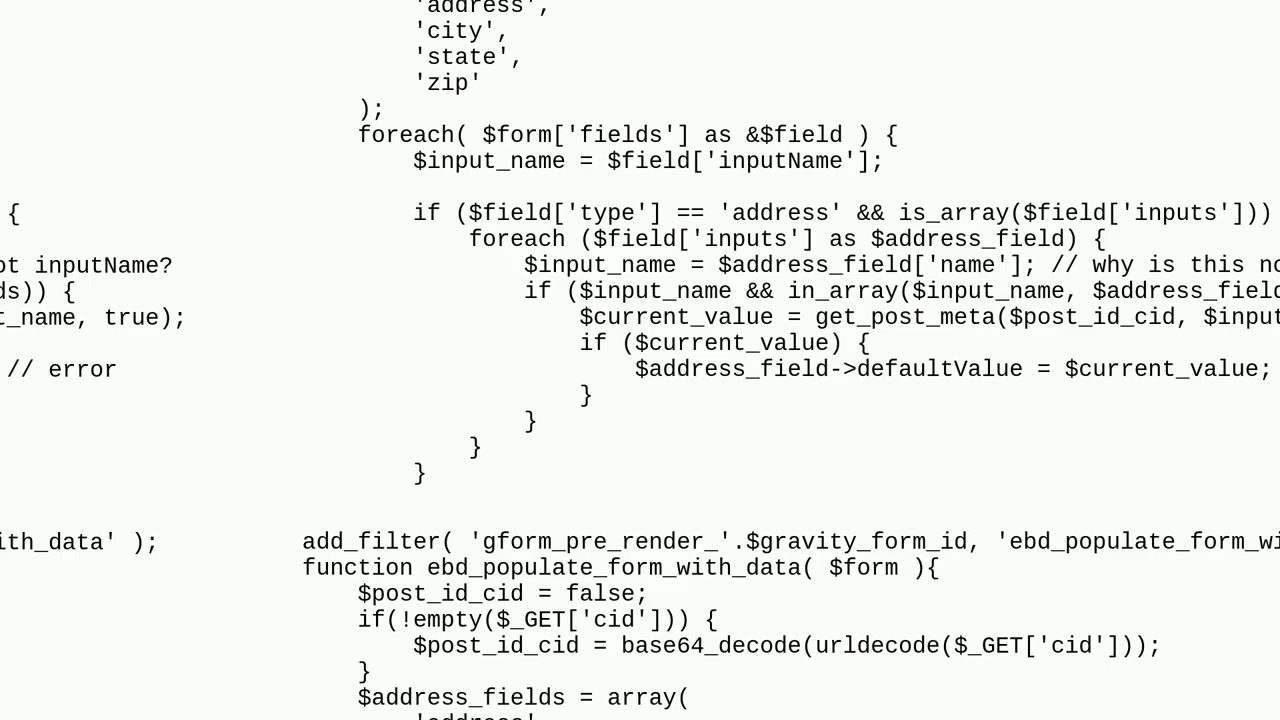 'address',
'city',
'state',
'zip'
);
foreach( $form['fields'] as &$field ) {
$input_name = $field['inputName'];
{ if ($field['type'] == 'address' && is_array($field['inputs']))
foreach ($field['inputs'] as $address_field) {
ot inputName? $input_name = $address_field['name']; // why is this no
ds)) { if ($input_name && in_array($input_name, $address_field
t_name, true); $current_value = get_post_meta($post_id_cid, $input
if ($current_value) {
// error $address_field->defaultValue = $current_value;
}
}
}
}
ith_data' ); add_filter( 'gform_pre_render_'.$gravity_form_id, 'ebd_populate_form_wi
function ebd_populate_form_with_data( $form ){
$post_id_cid = false;
if(!empty($_GET['cid'])) {
$post_id_cid = base64_decode(urldecode($_GET['cid']));
}
$address_fields = array(
'address'